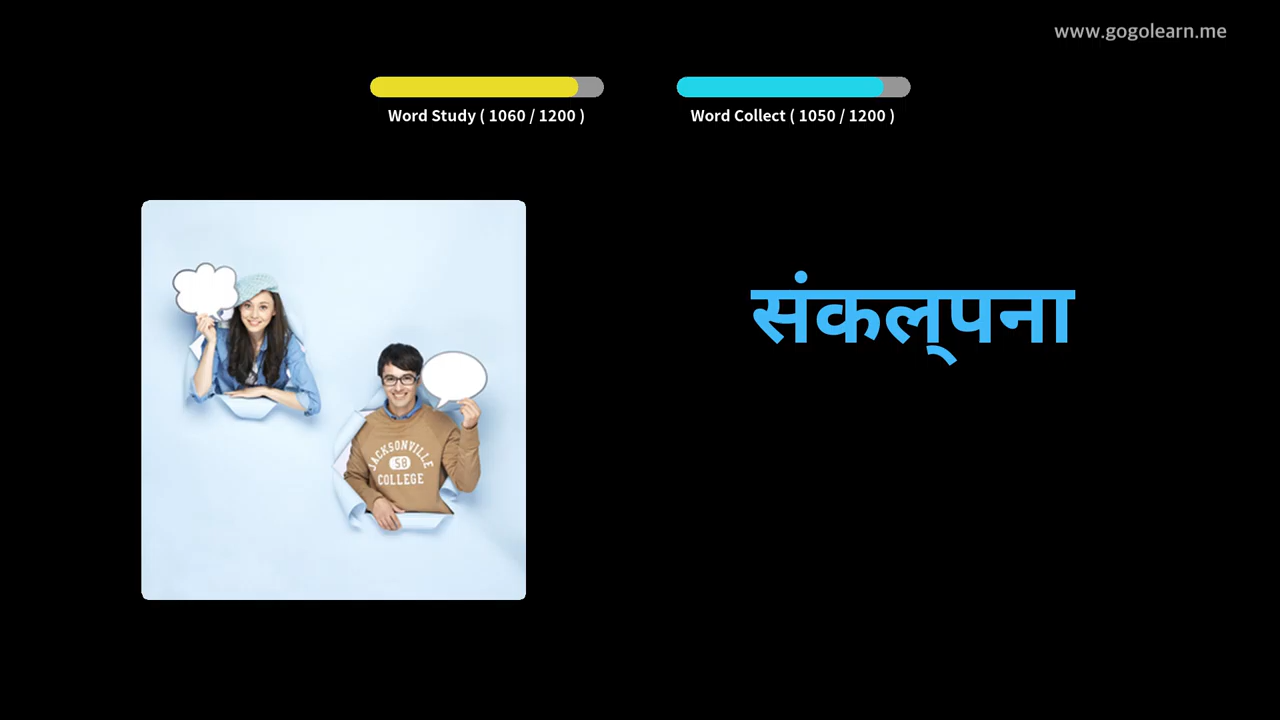 www.gogolearn.me
Word Study ( 1060 / 1200 )
Word Collect ( 1050 / 1200 )
संकल्‌पना
JACKSONVILLE
58
COLLEGE